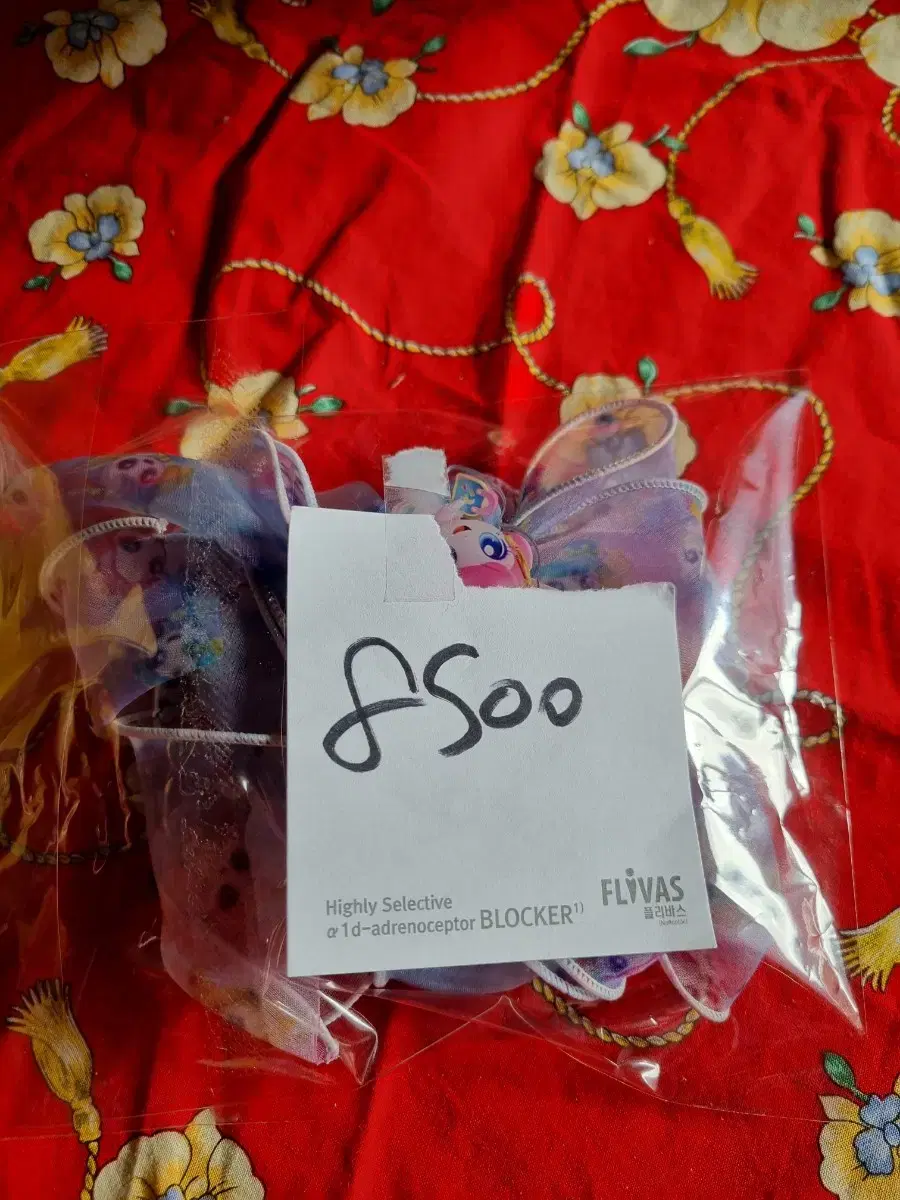 8500
Highly Selective
α1d-adrenoceptor BLOCKER1)
FLIVAS
플리바스